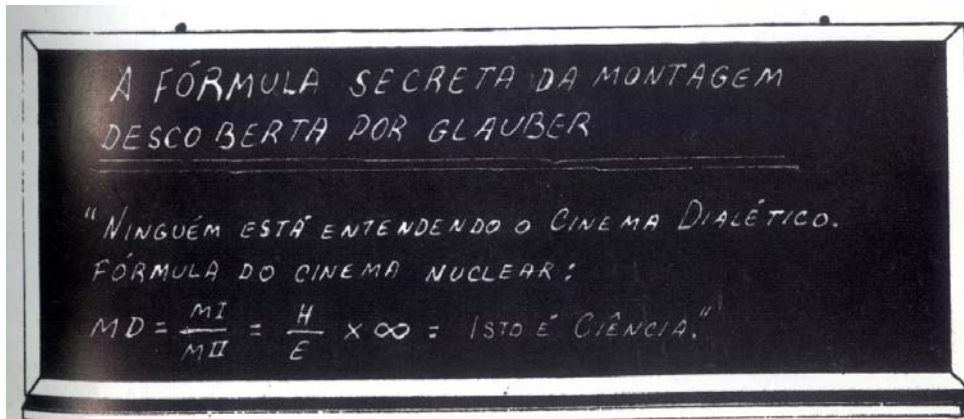 A FÓRMULA SECRETA DA MONTAGEM
DESCOBERTA POR GLAUBER
"NINGUÉM ESTÁ ENTENDENDO O CINEMA DIALÉTICO.
FÓRMULA DO CINEMA NUCLEAR:
MD = MI/MII = H/E × ∞ = ISTO É CIÊNCIA."